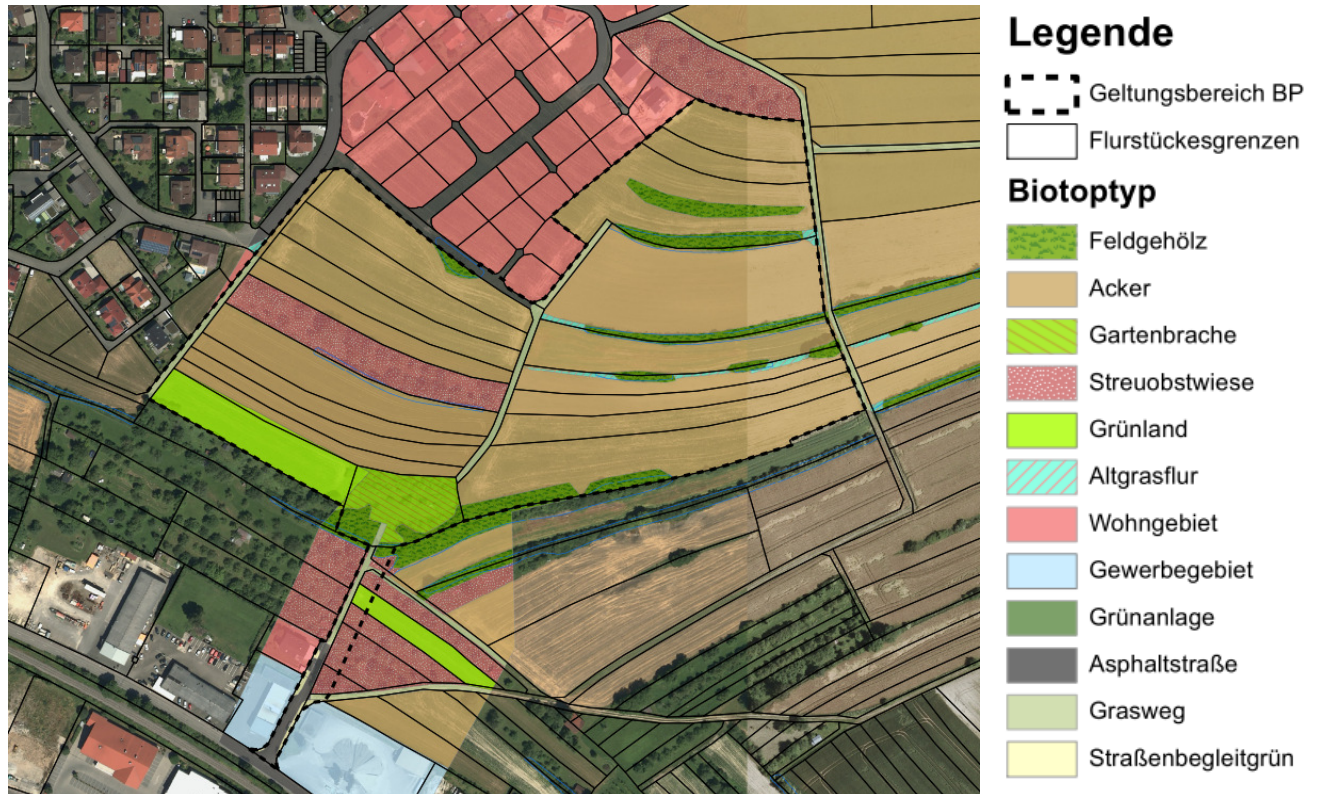 Legende
Geltungsbereich BP
Flurstückesgrenzen
Biotoptyp
Feldgehölz
Acker
Gartenbrache
Streuobstwiese
Grünland
Altgrasflur
Wohngebiet
Gewerbegebiet
Grünanlage
Asphaltstraße
Grasweg
Straßenbegleitgrün